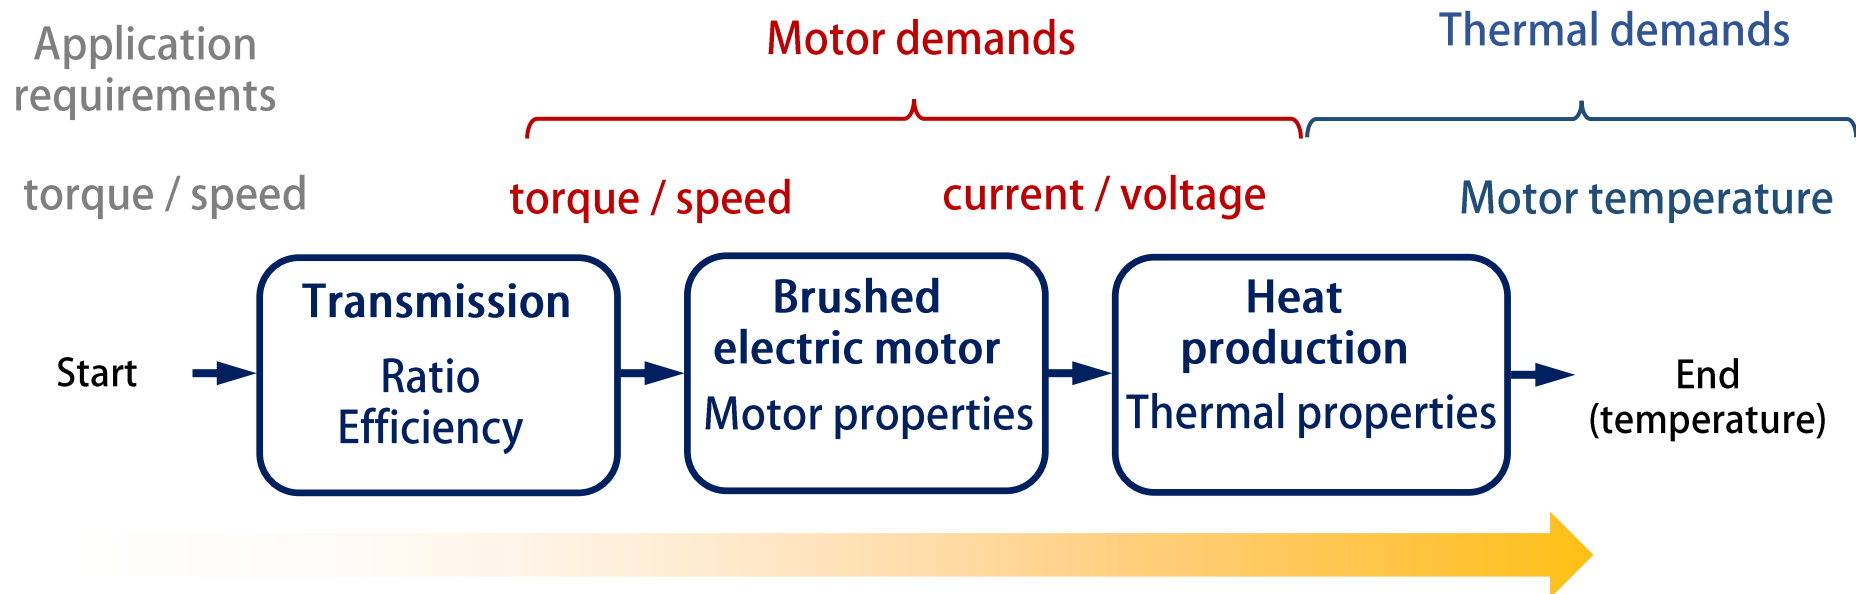 Application
requirements
Motor demands
Thermal demands
torque / speed
torque / speed
current / voltage
Motor temperature
Start
Transmission
Ratio
Efficiency
Brushed
electric motor
Motor properties
Heat
production
Thermal properties
End
(temperature)